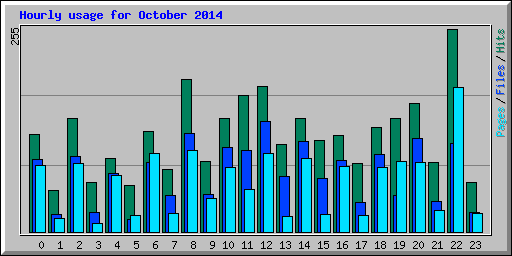 Hourly usage for October 2014
255
Pages/Files/Hits
0 1 2 3 4 5 6 7 8 9 10 11 12 13 14 15 16 17 18 19 20 21 22 23